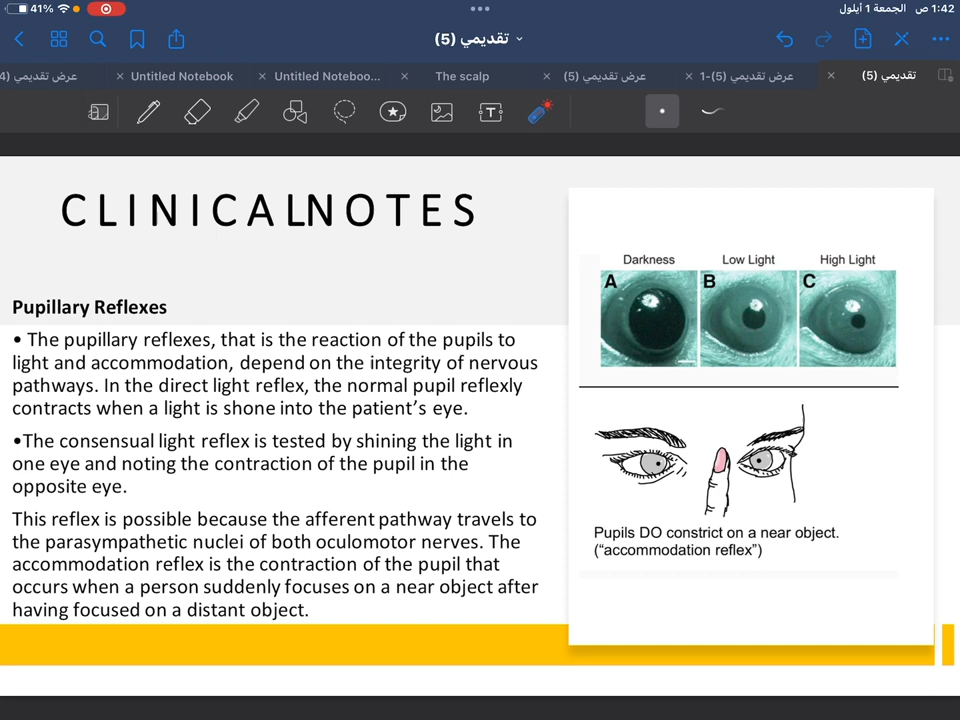 41% 1:42 ص الجمعة 1 أيلول
تقديمي (5)
عرض تقديمي (4 Untitled Notebook Untitled Noteboo... The scalp عرض تقديمي (5) عرض تقديمي (5)-1 تقديمي (5)
CLINICALNOTES
Darkness Low Light High Light
A B C
Pupillary Reflexes
• The pupillary reflexes, that is the reaction of the pupils to
light and accommodation, depend on the integrity of nervous
pathways. In the direct light reflex, the normal pupil reflexly
contracts when a light is shone into the patient's eye.
•The consensual light reflex is tested by shining the light in
one eye and noting the contraction of the pupil in the
opposite eye.
This reflex is possible because the afferent pathway travels to
the parasympathetic nuclei of both oculomotor nerves. The
accommodation reflex is the contraction of the pupil that
occurs when a person suddenly focuses on a near object after
having focused on a distant object.
Pupils DO constrict on a near object.
("accommodation reflex")